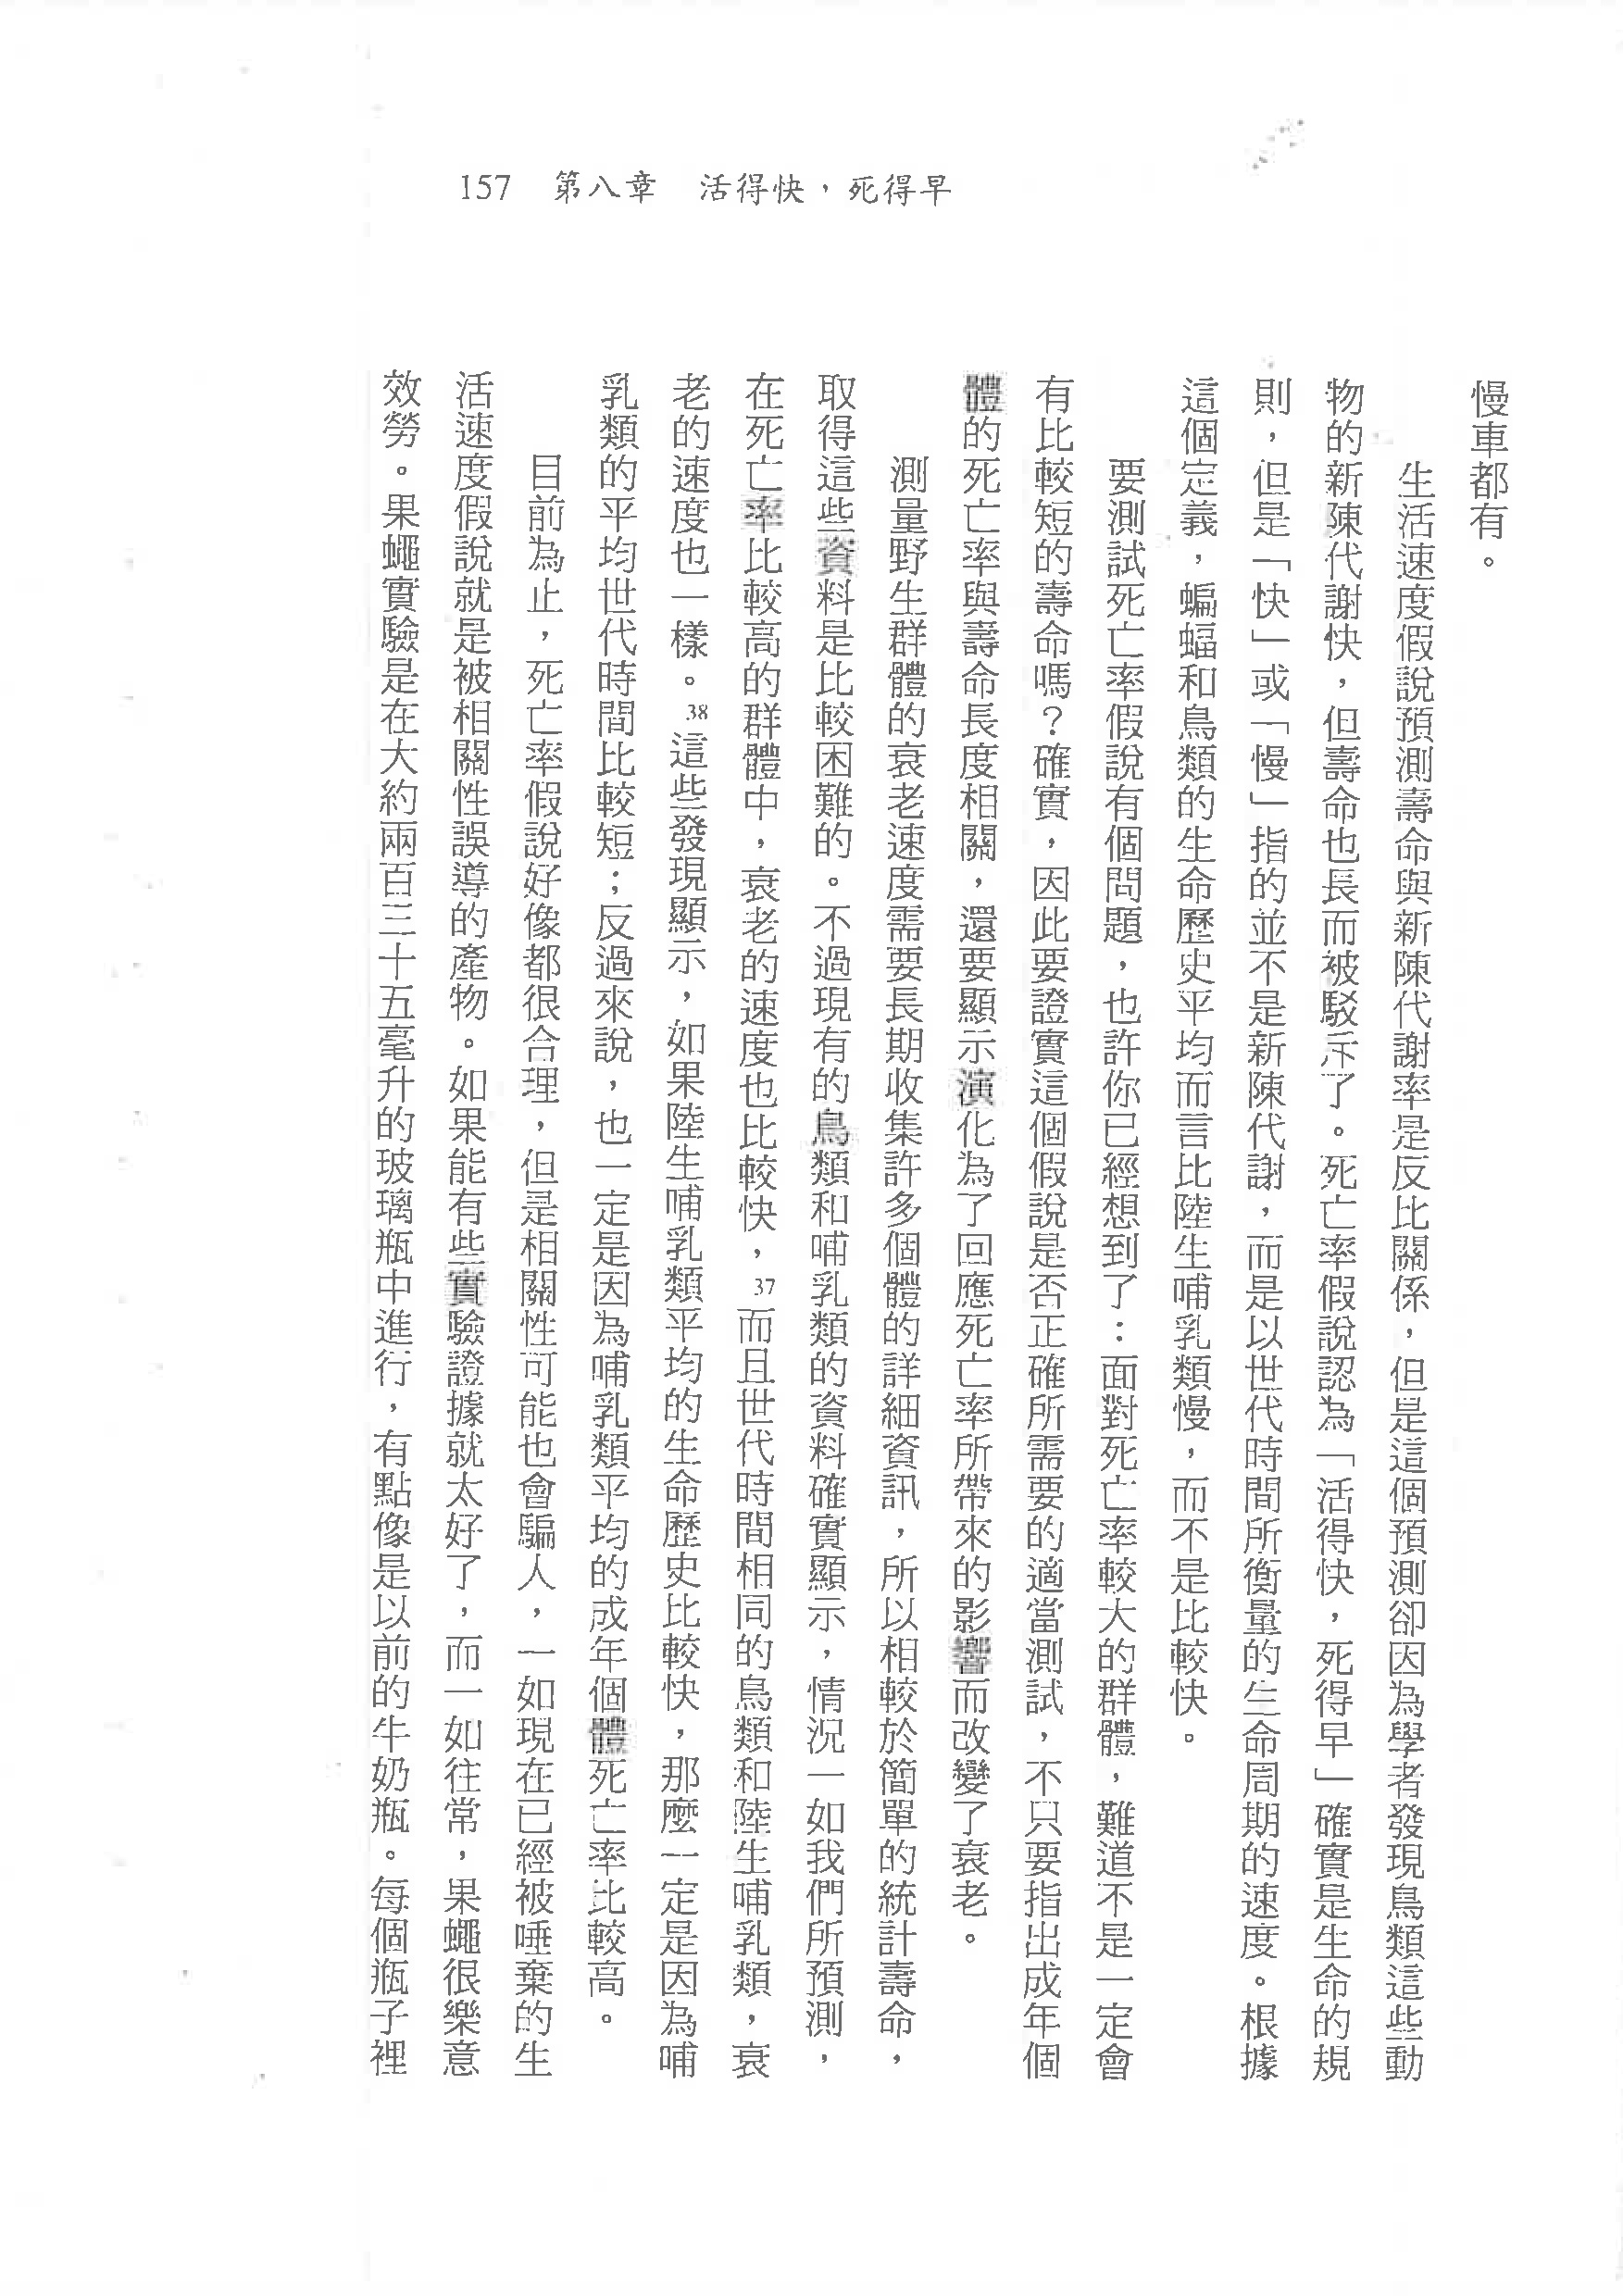 157 第八章 活得快，死得早
慢車都有。
生活速度假說預測壽命與新陳代謝率是反比關係，但是這個預測卻因為學者發現鳥類這些動
物的新陳代謝快，但壽命也長而被駁斥了。死亡率假說認為「活得快，死得早」確實是生命的規
則，但是「快」或「慢」指的並不是新陳代謝，而是以世代時間所衡量的生命周期的速度。根據
這個定義，蝙蝠和鳥類的生命歷史平均而言比陸生哺乳類慢，而不是比較快。
要測試死亡率假說有個問題，也許你已經想到了：面對死亡率較大的群體，難道不是一定會
有比較短的壽命嗎？確實，因此要證實這個假說是否正確所需要的適當測試，不只要指出成年個
體的死亡率與壽命長度相關，還要顯示演化為了回應死亡率所帶來的影響而改變了衰老。
測量野生群體的衰老速度需要長期收集許多個體的詳細資訊，所以相較於簡單的統計壽命，
取得這些資料是比較困難的。不過現有的鳥類和哺乳類的資料確實顯示，情況一如我們所預測，
在死亡率比較高的群體中，衰老的速度也比較快，37而且世代時間相同的鳥類和陸生哺乳類，衰
老的速度也一樣。38這些發現顯示，如果陸生哺乳類平均的生命歷史比較快，那麼一定是因為哺
乳類的平均世代時間比較短；反過來說，也一定是因為哺乳類平均的成年個體死亡率比較高。
目前為止，死亡率假說好像都很合理，但是相關性可能也會騙人，一如現在已經被唾棄的生
活速度假說就是被相關性誤導的產物。如果能有些實驗證據就太好了，而一如往常，果蠅很樂意
效勞。果蠅實驗是在大約兩百三十五毫升的玻璃瓶中進行，有點像是以前的牛奶瓶。每個瓶子裡